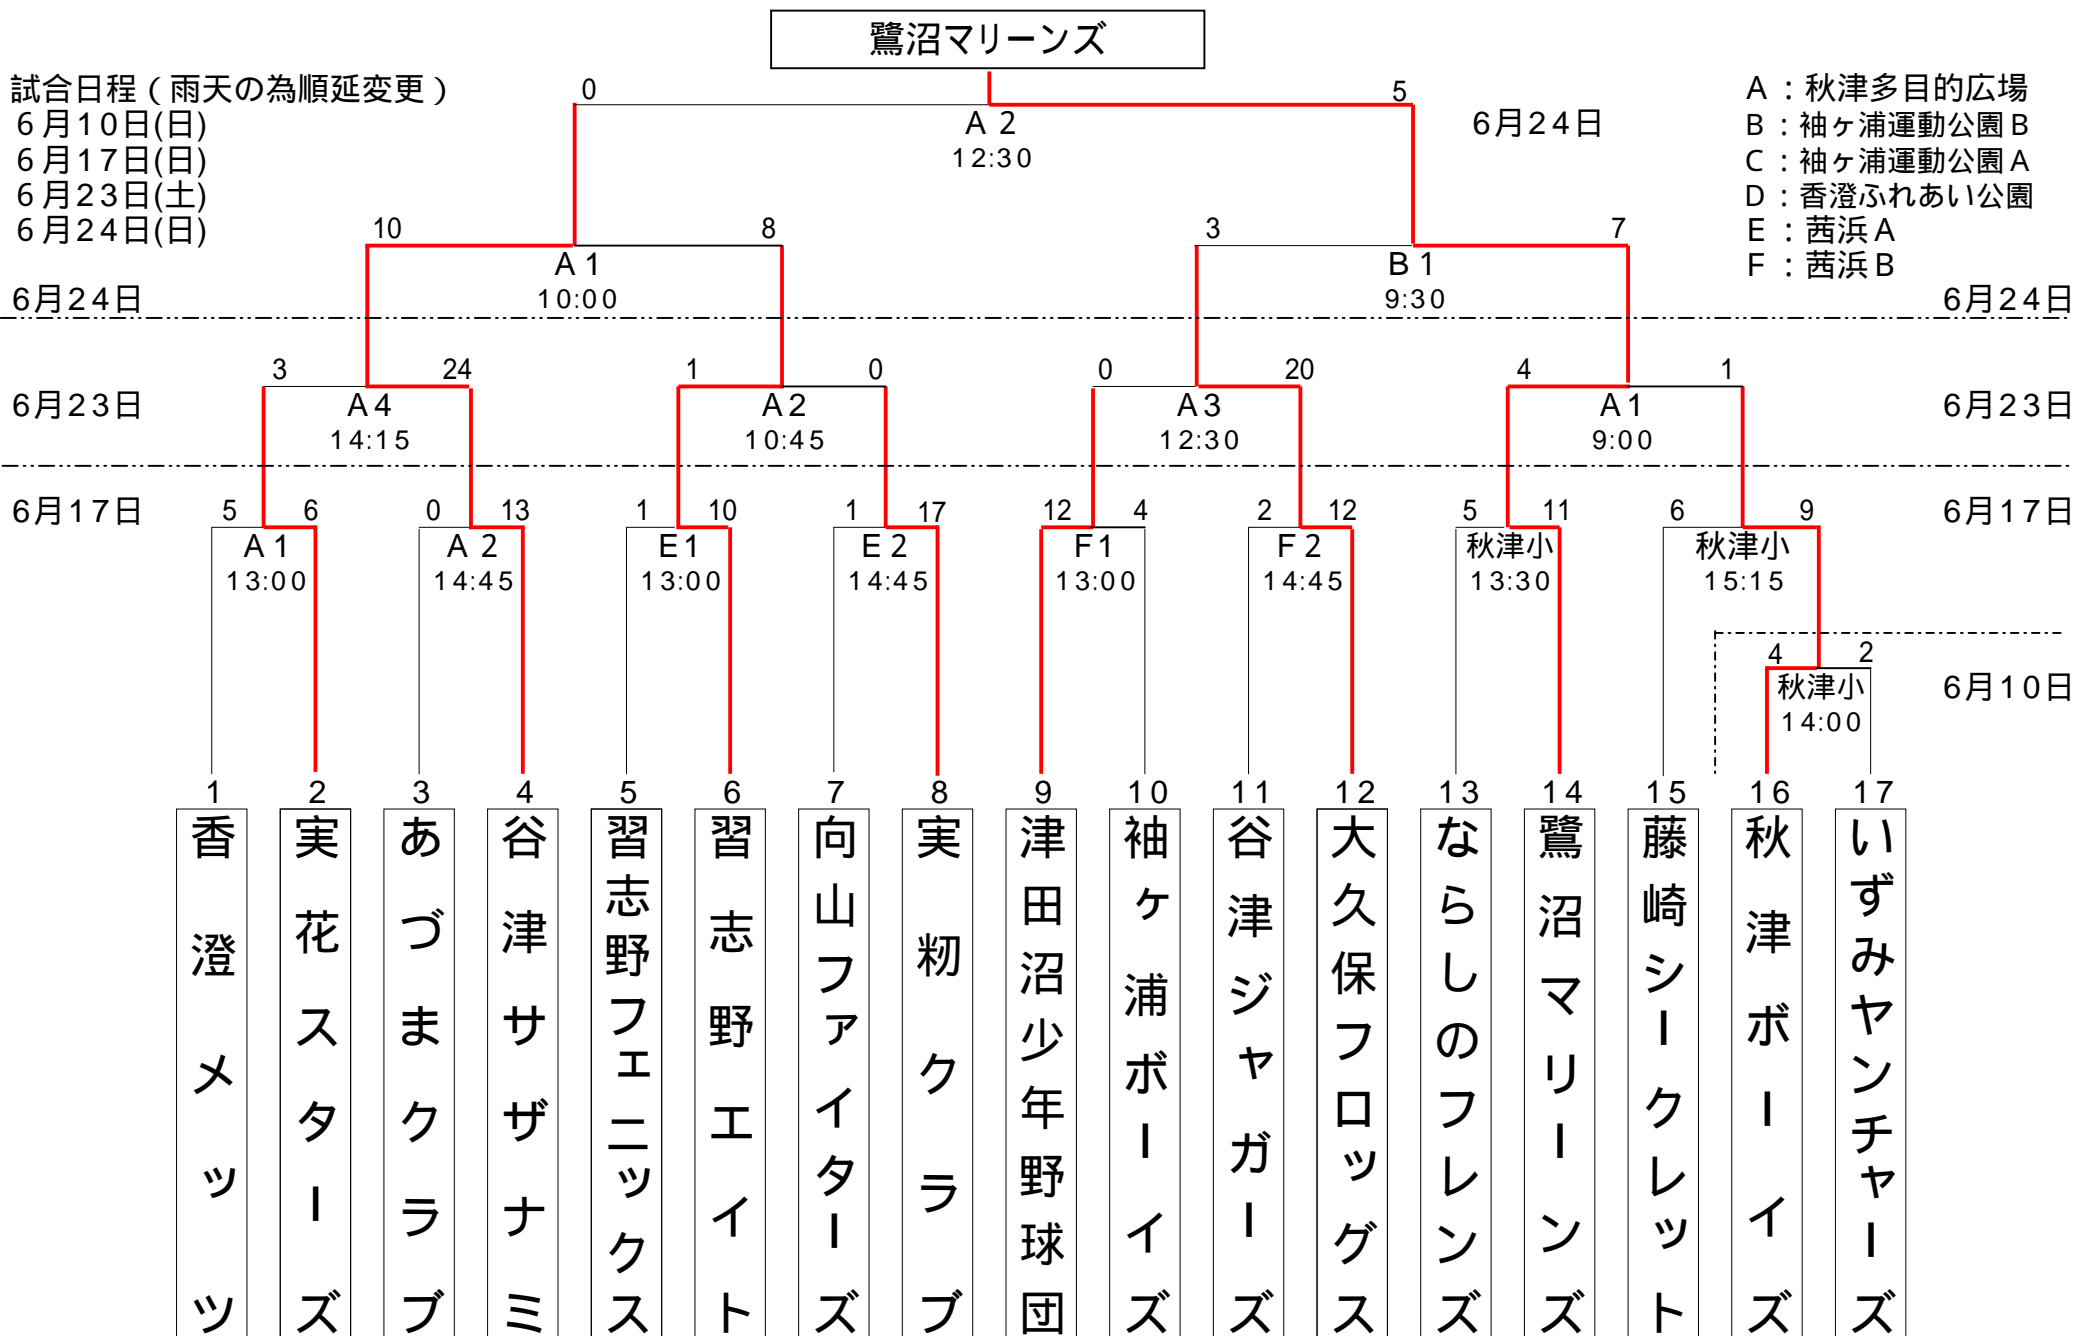 鷺沼マリーンズ
試合日程(雨天の為順延変更)
6月10日(日)
6月17日(日)
6月23日(土)
6月24日(日)
A:秋津多目的広場
B:袖ヶ浦運動公園B
C:袖ヶ浦運動公園A
D:香澄ふれあい公園
E:茜浜A
F:茜浜B
0 5
A 2
12:30
6月24日
10 8 3 7
A 1 B 1
10:00 9:30
6月24日 6月24日
3 24 1 0 0 20 4 1
6月23日 A 4 A 2 A 3 A 1 6月23日
14:15 10:45 12:30 9:00
6月17日 5 6 0 13 1 10 1 17 12 4 2 12 5 11 6 9 6月17日
A 1 A 2 E 1 E 2 F 1 F 2 秋津小 秋津小
13:00 14:45 13:00 14:45 13:00 14:45 13:30 15:15
4 2
秋津小 6月10日
14:00
1 2 3 4 5 6 7 8 9 10 11 12 13 14 15 16 17
香澄メッツ
実花スターズ
あづまクラブ
谷津サザナミ
習志野フェニックス
習志野エイト
向山ファイターズ
実籾クラブ
津田沼少年野球団
袖ヶ浦ボーイズ
谷津ジャガーズ
大久保フロッグス
ならしのフレンズ
鷺沼マリーンズ
藤崎シークレット
秋津ボーイズ
いずみヤンチャーズ